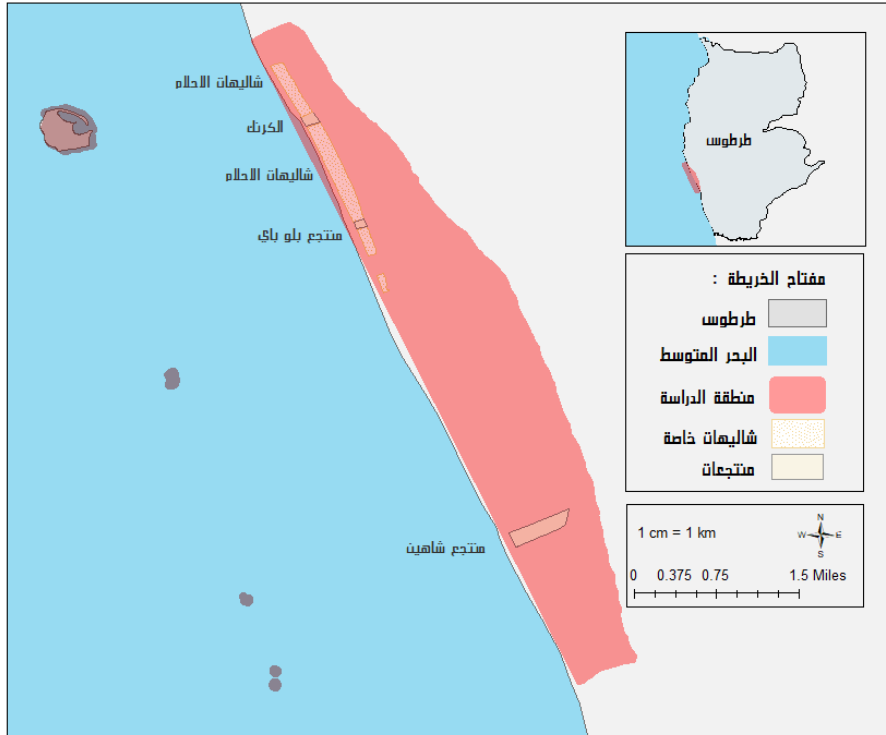 شاليهات الاحلام
الكرنك
شاليهات الاحلام
منتجع بلو باي
منتجع شاهين
طرطوس
مفتاح الخريطة :
طرطوس
البحر المتوسط
منطقة الدراسة
شاليهات خاصة
منتجعات
1 cm = 1 km
N
W E
S
0 0.375 0.75 1.5 Miles